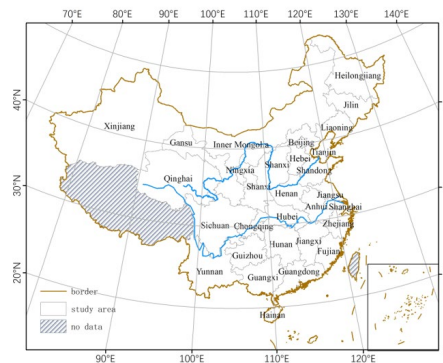 70°E 80°E 90°E 100°E 110°E 120°E 130°E 140°E
40°N
30°N
20°N
Heilongjiang
Jilin
Liaoning
Xinjiang
Gansu
Inner Mongolia
Beijing
Tianjin
Hebei
Shanxi
Ningxia
Shandong
Qinghai
Shanxi
Henan
Jiangsu
Anhui
Shanghai
Hubei
Sichuan
Chongqing
Zhejiang
Hunan
Jiangxi
Guizhou
Fujian
Yunnan
Guangxi
Guangdong
Hainan
border
study area
no data
90°E 100°E 110°E 120°E